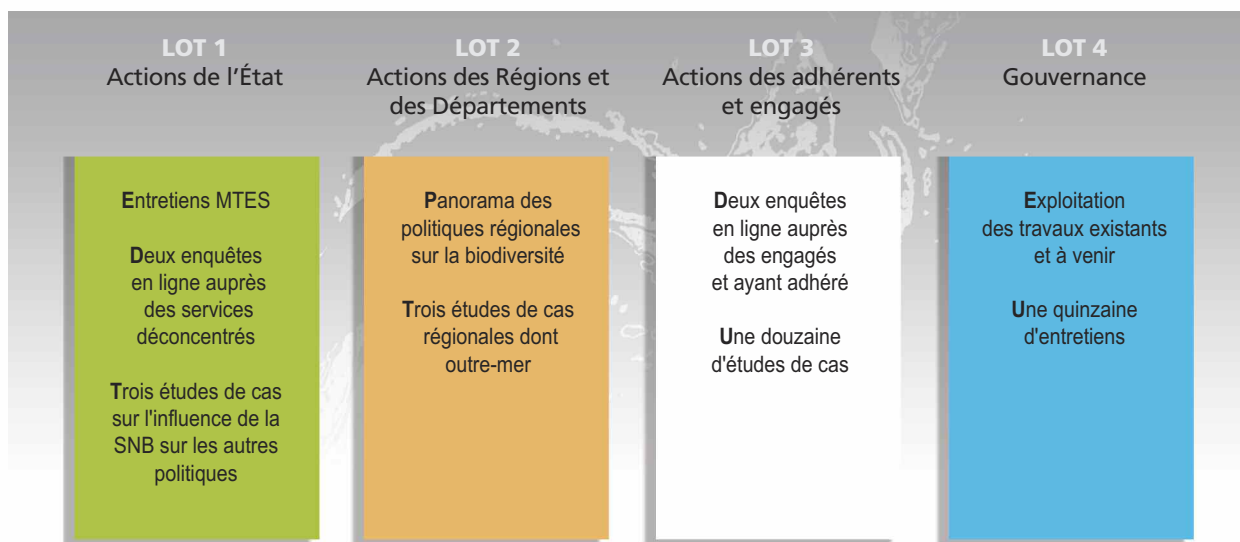 LOT 1
Actions de l'État
LOT 2
Actions des Régions et
des Départements
LOT 3
Actions des adhérents
et engagés
LOT 4
Gouvernance
Entretiens MTES
Deux enquêtes
en ligne auprès
des services
déconcentrés
Trois études de cas
sur l'influence de la
SNB sur les autres
politiques
Panorama des
politiques régionales
sur la biodiversité
Trois études de cas
régionales dont
outre-mer
Deux enquêtes
en ligne auprès
des engagés
et ayant adhéré
Une douzaine
d'études de cas
Exploitation
des travaux existants
et à venir
Une quinzaine
d'entretiens